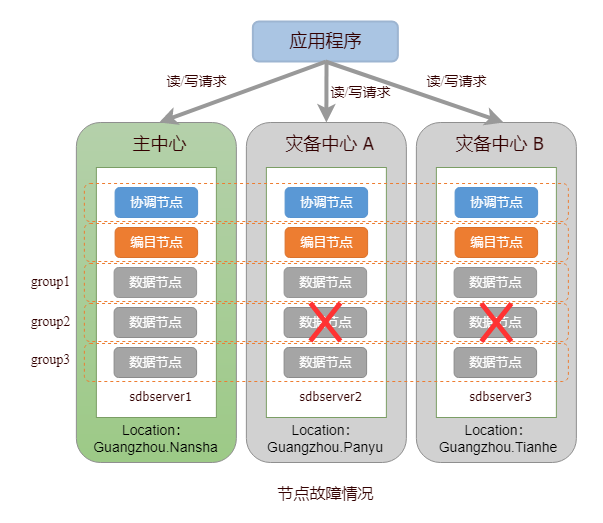 应用程序
读/写请求
读/写请求
读/写请求
主中心
灾备中心 A
灾备中心 B
协调节点
协调节点
协调节点
编目节点
编目节点
编目节点
group1
数据节点
数据节点
数据节点
group2
数据节点
数据节点
数据节点
group3
数据节点
数据节点
数据节点
sdbserver1
sdbserver2
sdbserver3
Location：
Guangzhou.Nansha
Location：
Guangzhou.Panyu
Location：
Guangzhou.Tianhe
节点故障情况